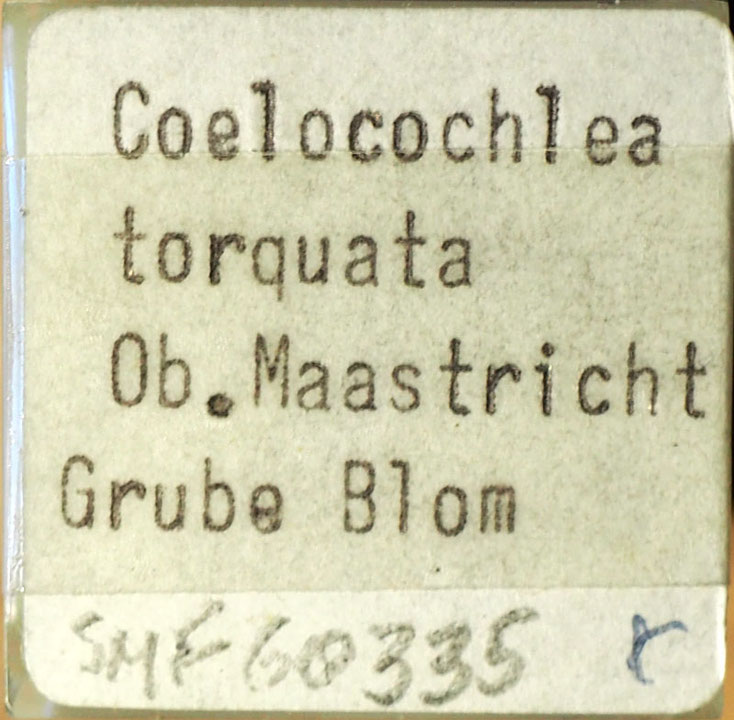 Coelocochlea
torquata
Ob. Maastricht
Grube Blom
SMF 60335 r